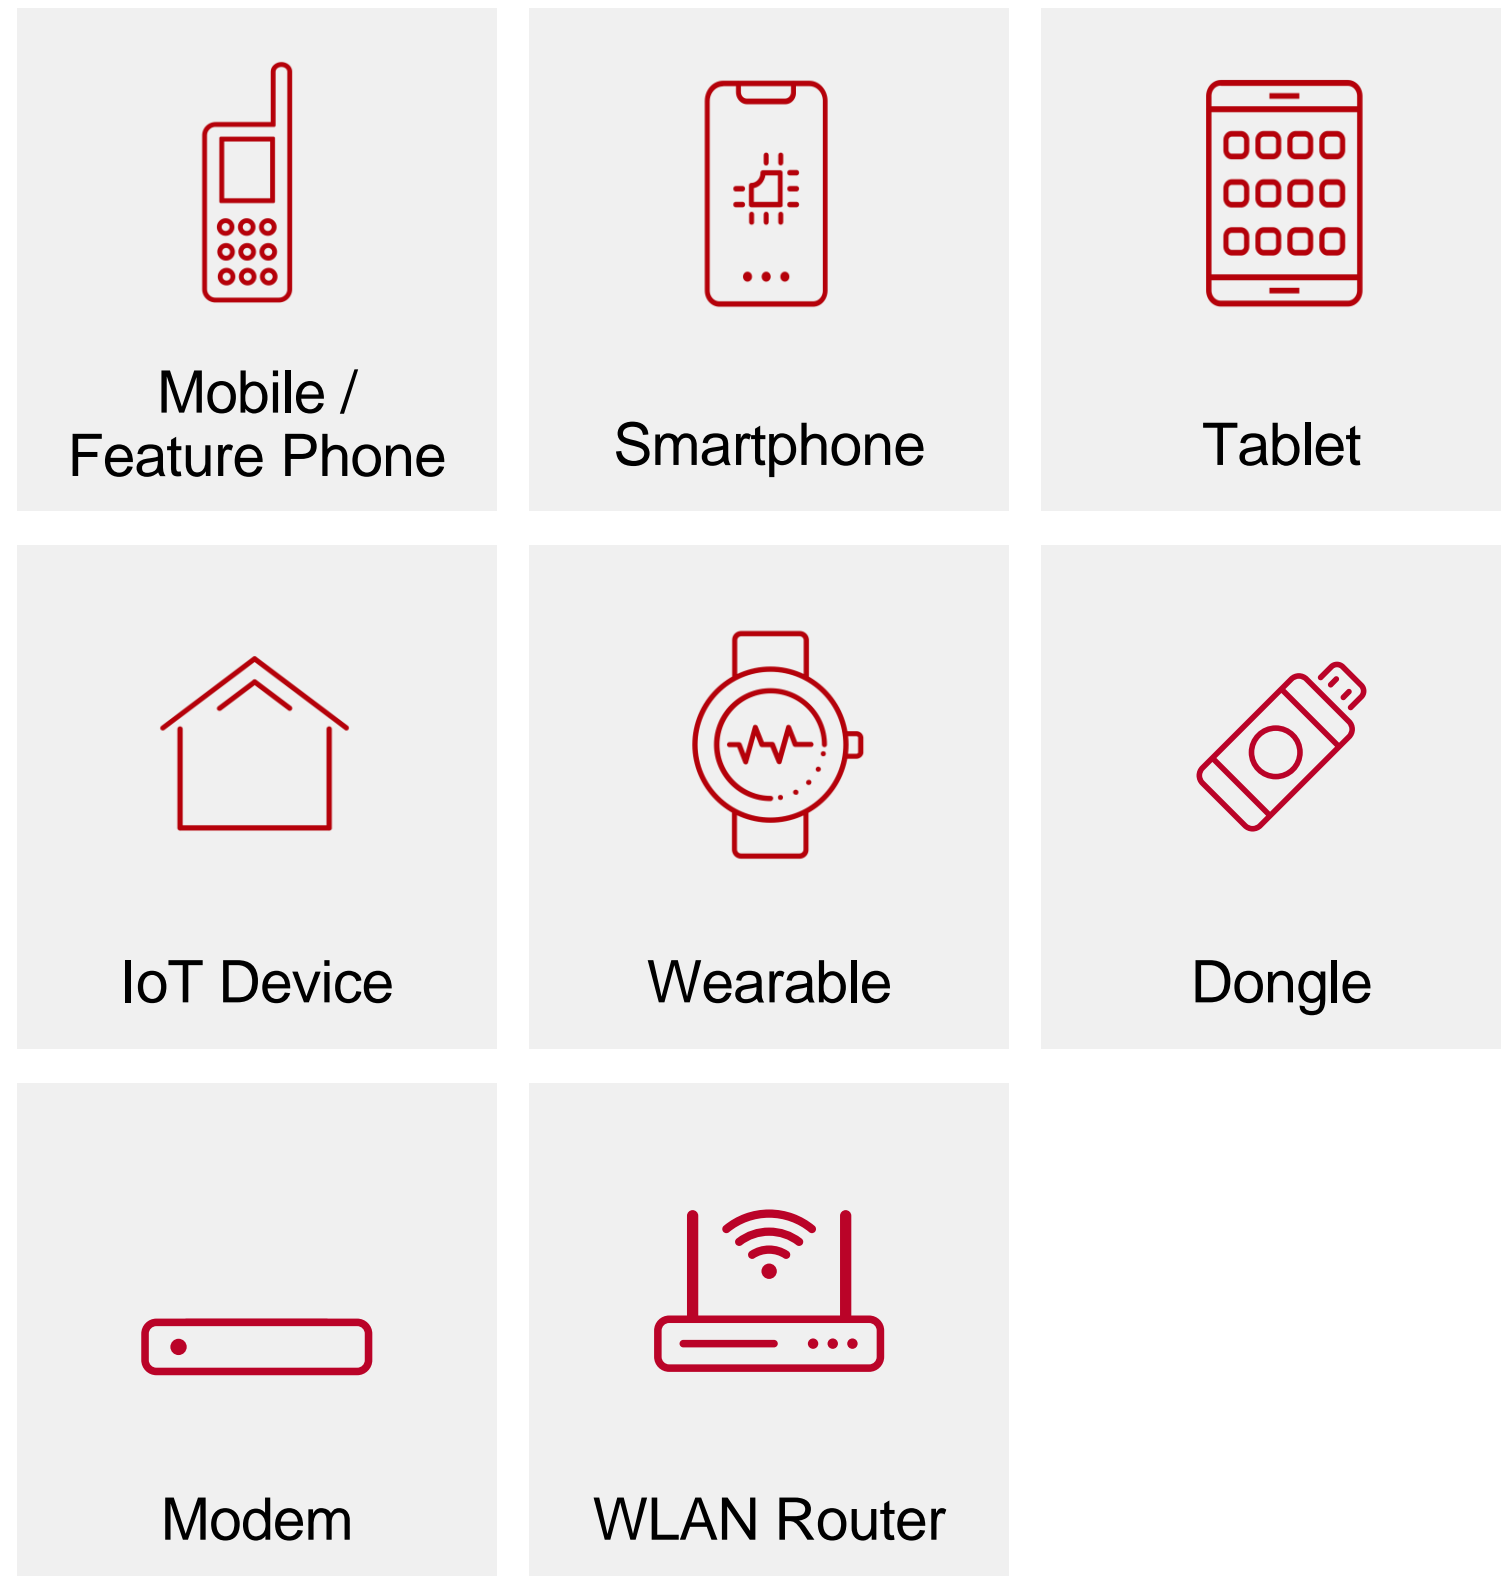 Mobile /
Feature Phone
Smartphone
Tablet
IoT Device
Wearable
Dongle
Modem
WLAN Router